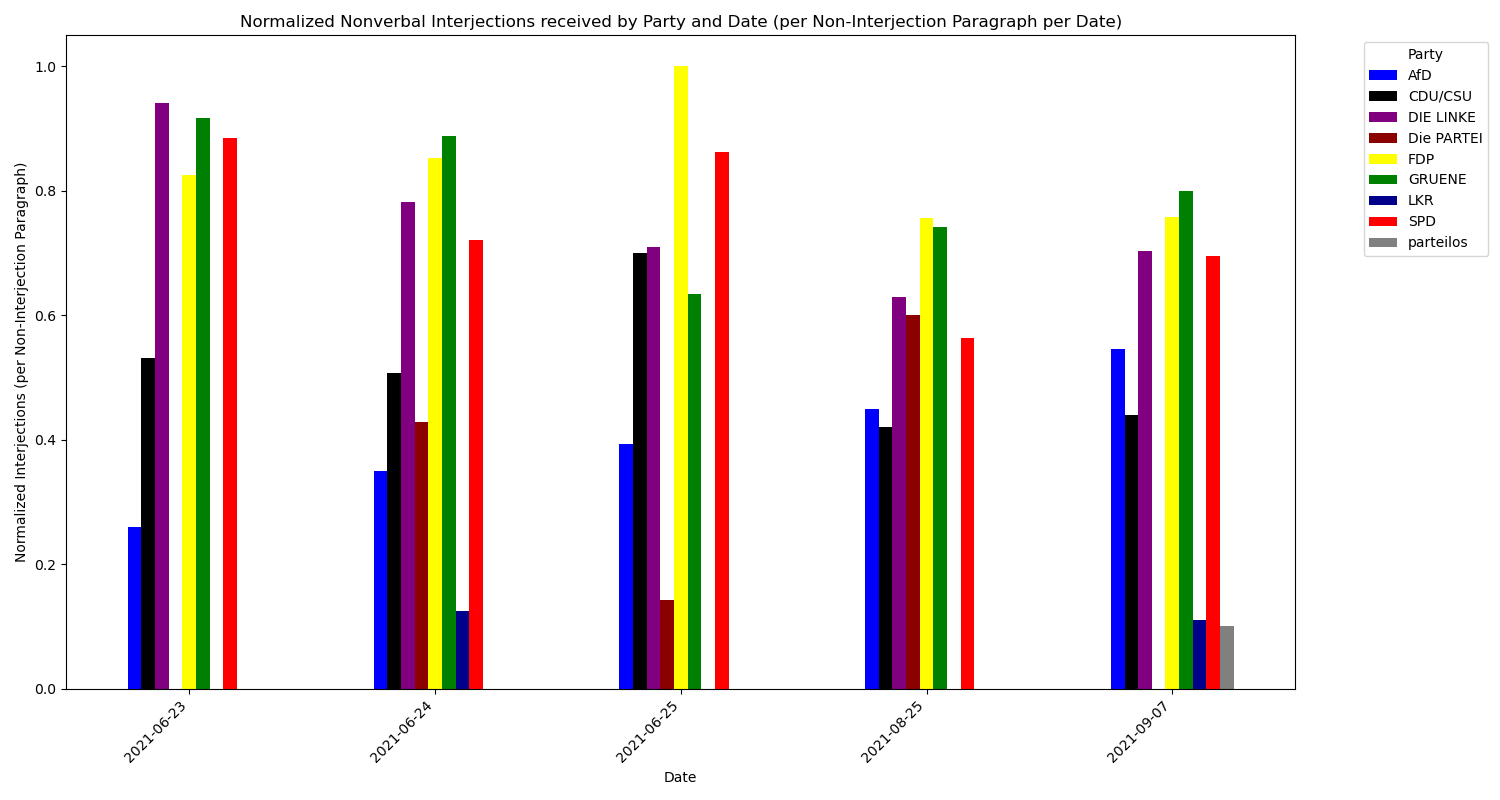 Normalized Nonverbal Interjections received by Party and Date (per Non-Interjection Paragraph per Date)
Normalized Interjections (per Non-Interjection Paragraph)
1.0
0.8
0.6
0.4
0.2
0.0
2021-06-23
2021-06-24
2021-06-25
2021-08-25
2021-09-07
Date
Party
AfD
CDU/CSU
DIE LINKE
Die PARTEI
FDP
GRUENE
LKR
SPD
parteilos